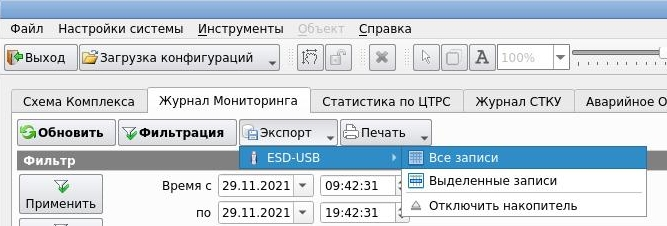 Файл Настройки системы Инструменты Объект Справка
Выход Загрузка конфигураций A 100%
Схема Комплекса Журнал Мониторинга Статистика по ЦТРС Журнал СТКУ Аварийное О
Обновить Фильтрация Экспорт Печать
Фильтр ESD-USB Все записи
Применить Время с 29.11.2021 09:42:31 Выделенные записи
по 29.11.2021 19:42:31 Отключить накопитель